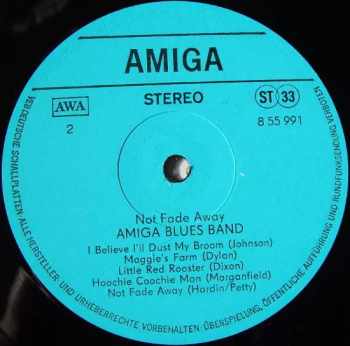 AMIGA
AWA
STEREO
ST 33
2
8 55 991
Not Fade Away
AMIGA BLUES BAND
I Believe I'll Dust My Broom (Johnson)
Maggie's Farm (Dylan)
Little Red Rooster (Dixon)
Hoochie Coochie Man (Morganfield)
Not Fade Away (Hardin/Petty)
VEB DEUTSCHE SCHALLPLATTEN · ALLE HERSTELLER- UND URHEBERRECHTE VORBEHALTEN. ÜBERSPIELUNG, ÖFFENTLICHE AUFFÜHRUNG UND RUNDFUNKSENDUNG VERBOTEN